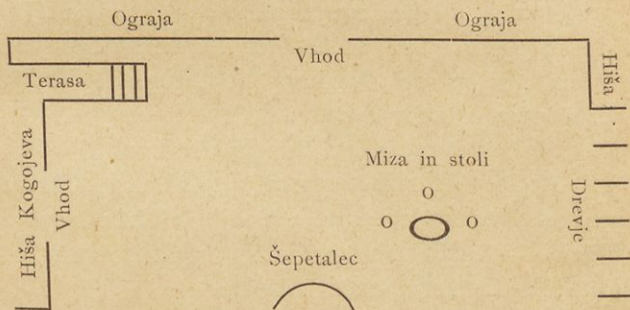 Ograja
Ograja
Vhod
Terasa
Hiša
Hiša Kogojeva
Vhod
Miza in stoli
Drevje
Šepetalec